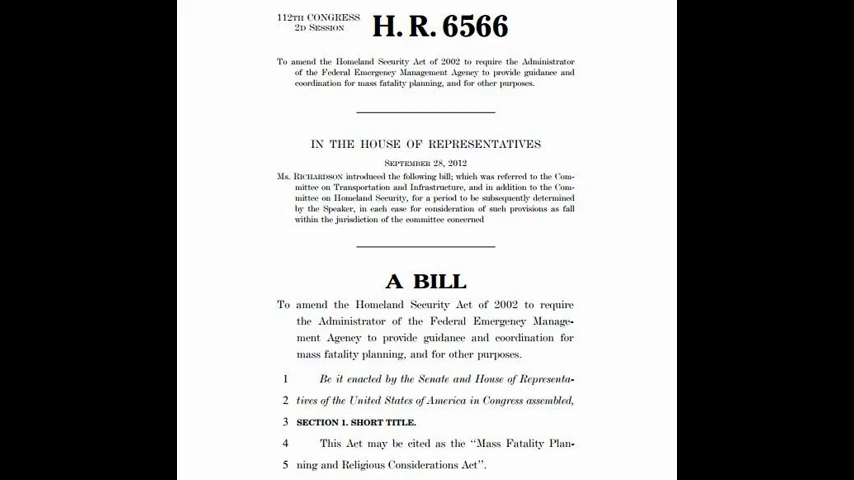 112TH CONGRESS
2D SESSION
H. R. 6566
To amend the Homeland Security Act of 2002 to require the Administrator
of the Federal Emergency Management Agency to provide guidance and
coordination for mass fatality planning, and for other purposes.
IN THE HOUSE OF REPRESENTATIVES
SEPTEMBER 28, 2012
Ms. RICHARDSON introduced the following bill; which was referred to the Com-
mittee on Transportation and Infrastructure, and in addition to the Com-
mittee on Homeland Security, for a period to be subsequently determined
by the Speaker, in each case for consideration of such provisions as fall
within the jurisdiction of the committee concerned
A BILL
To amend the Homeland Security Act of 2002 to require
the Administrator of the Federal Emergency Manage-
ment Agency to provide guidance and coordination for
mass fatality planning, and for other purposes.
1 Be it enacted by the Senate and House of Representa-
2 tives of the United States of America in Congress assembled,
3 SECTION 1. SHORT TITLE.
4 This Act may be cited as the ‘‘Mass Fatality Plan-
5 ning and Religious Considerations Act’’.